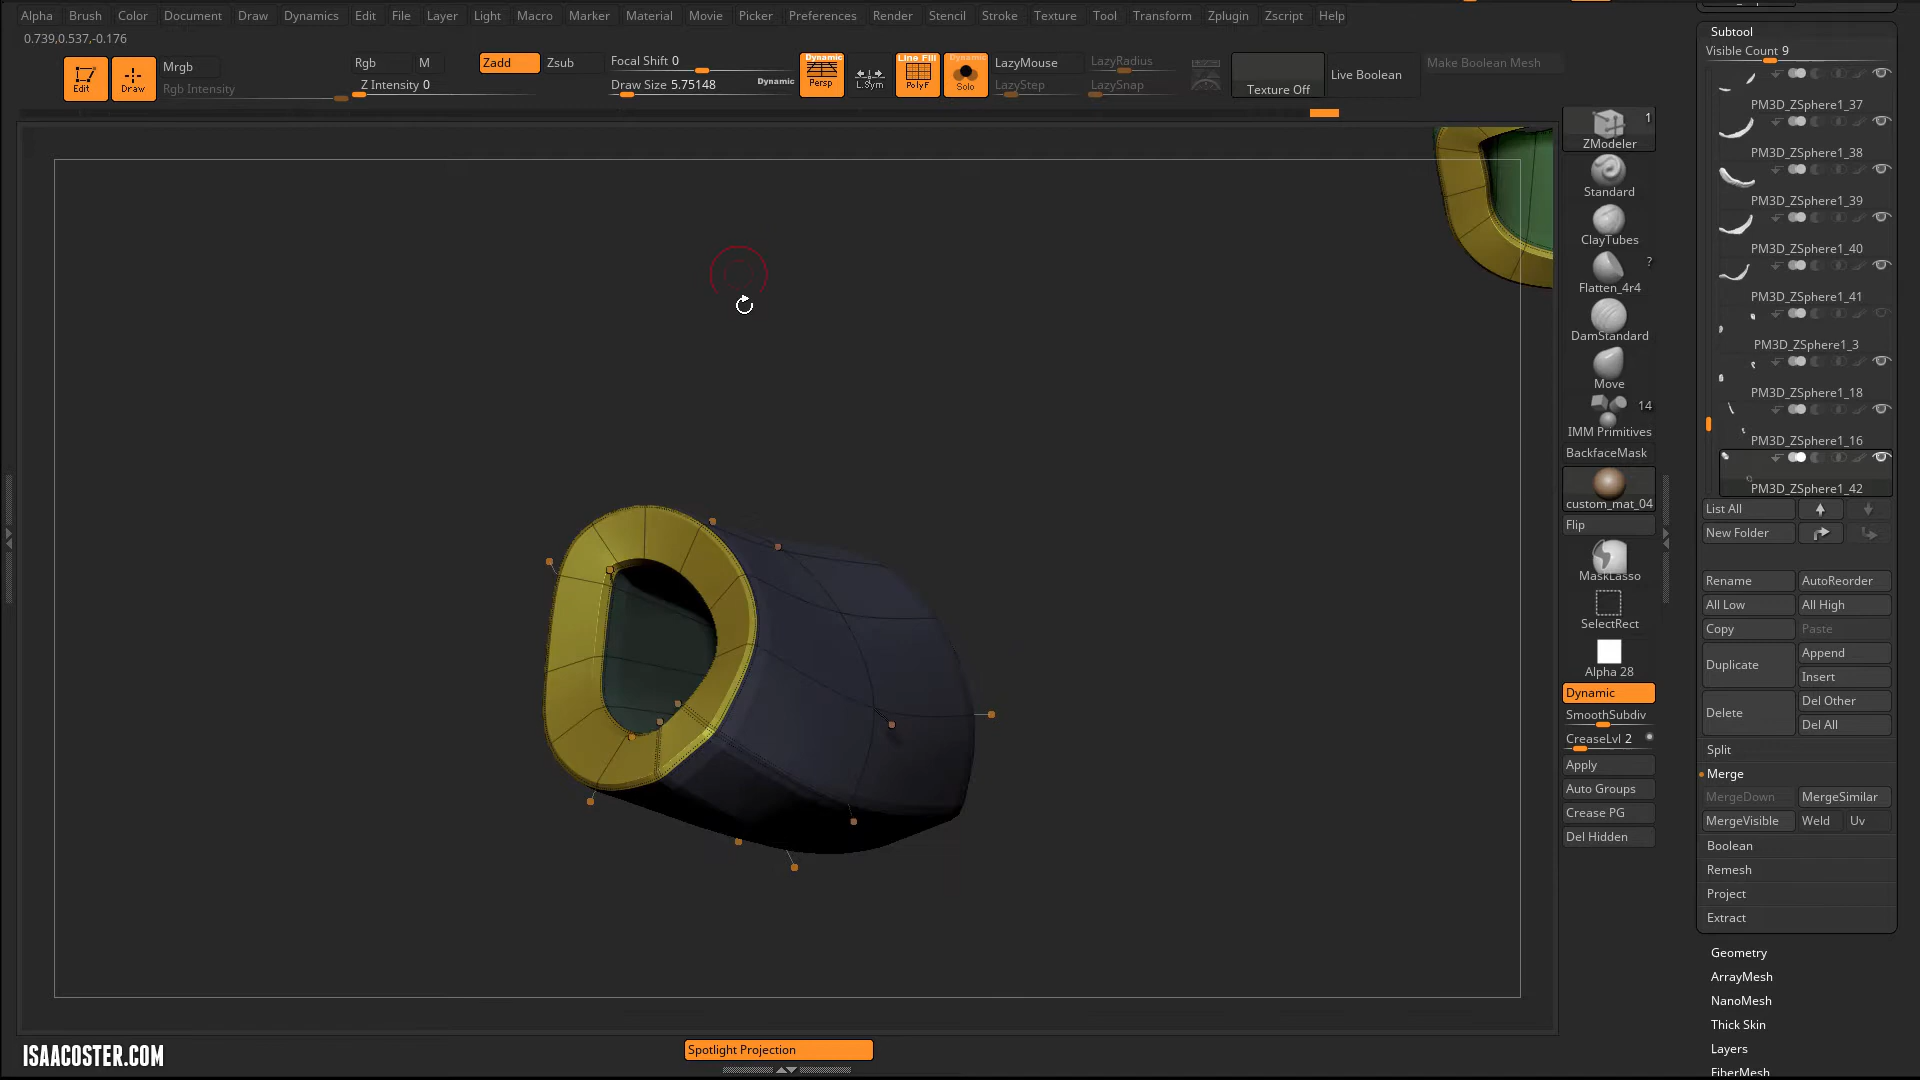 Alpha Brush Color Document Draw Dynamics Edit File Layer Light Macro Marker Material Movie Picker Preferences Render Stencil Stroke Texture Tool Transform Zplugin Zscript Help
0.739,0.537,-0.176
Edit
Draw
Mrgb
Rgb Intensity
Rgb
M
Z Intensity 0
Zadd
Zsub
Focal Shift 0
Draw Size 5.75148
Dynamic
Dynamic
Persp
L.Sym
Line Fill
PolyF
Dynamic
Solo
LazyMouse
LazyStep
LazyRadius
LazySnap
Texture Off
Live Boolean
Make Boolean Mesh
1
ZModeler
Standard
ClayTubes
?
Flatten_4r4
DamStandard
Move
14
IMM Primitives
BackfaceMask
custom_mat_04
Flip
MaskLasso
SelectRect
Alpha 28
Dynamic
SmoothSubdiv
CreaseLvl 2
Apply
Auto Groups
Crease PG
Del Hidden
Subtool
Visible Count 9
PM3D_ZSphere1_37
PM3D_ZSphere1_38
PM3D_ZSphere1_39
PM3D_ZSphere1_40
PM3D_ZSphere1_41
PM3D_ZSphere1_3
PM3D_ZSphere1_18
PM3D_ZSphere1_16
PM3D_ZSphere1_42
List All
New Folder
Rename AutoReorder
All Low All High
Copy Paste
Duplicate
Append
Insert
Delete
Del Other
Del All
Split
Merge
MergeDown MergeSimilar
MergeVisible Weld Uv
Boolean
Remesh
Project
Extract
Geometry
ArrayMesh
NanoMesh
Thick Skin
Layers
FiberMesh
Spotlight Projection
ISAACOSTER.COM